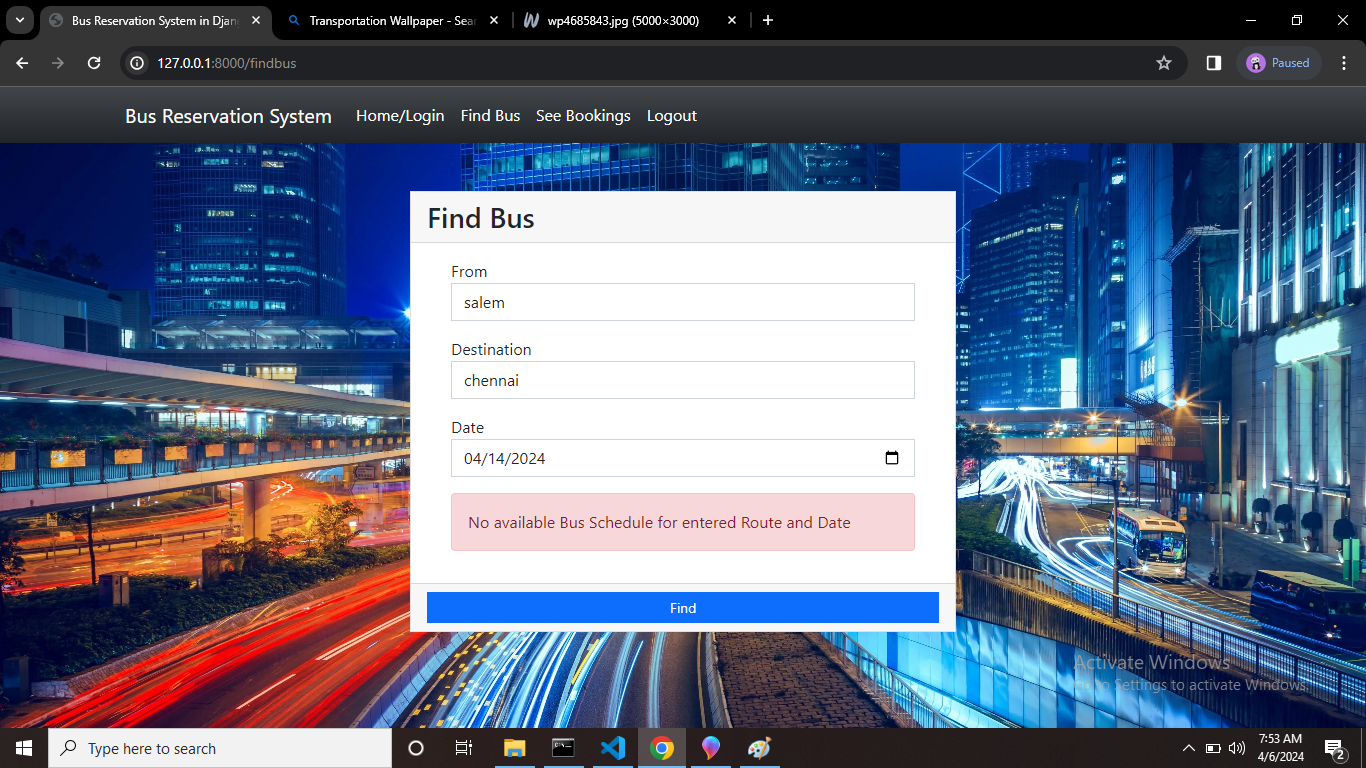 Bus Reservation System in Djan
Transportation Wallpaper - Sear
wp4685843.jpg (5000×3000)
127.0.0.1:8000/findbus
Paused
Bus Reservation System Home/Login Find Bus See Bookings Logout
Find Bus
From
salem
Destination
chennai
Date
04/14/2024
No available Bus Schedule for entered Route and Date
Find
Activate Windows
Go to Settings to activate Windows.
Type here to search
7:53 AM
4/6/2024
2